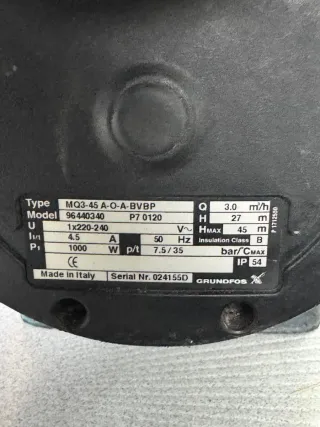 Type MQ3-45 A-O-A-BVBP Q 3.0 m³/h
Model 96440340 P7 0120 H 27 m
U 1x220-240 V~ HMAX 45 m
I1/1 4.5 A 50 Hz Insulation Class B
P1 1000 W p/t 7.5/35 bar/°CMAX
CE IP 54
Made in Italy Serial Nr. 024155D GRUNDFOS